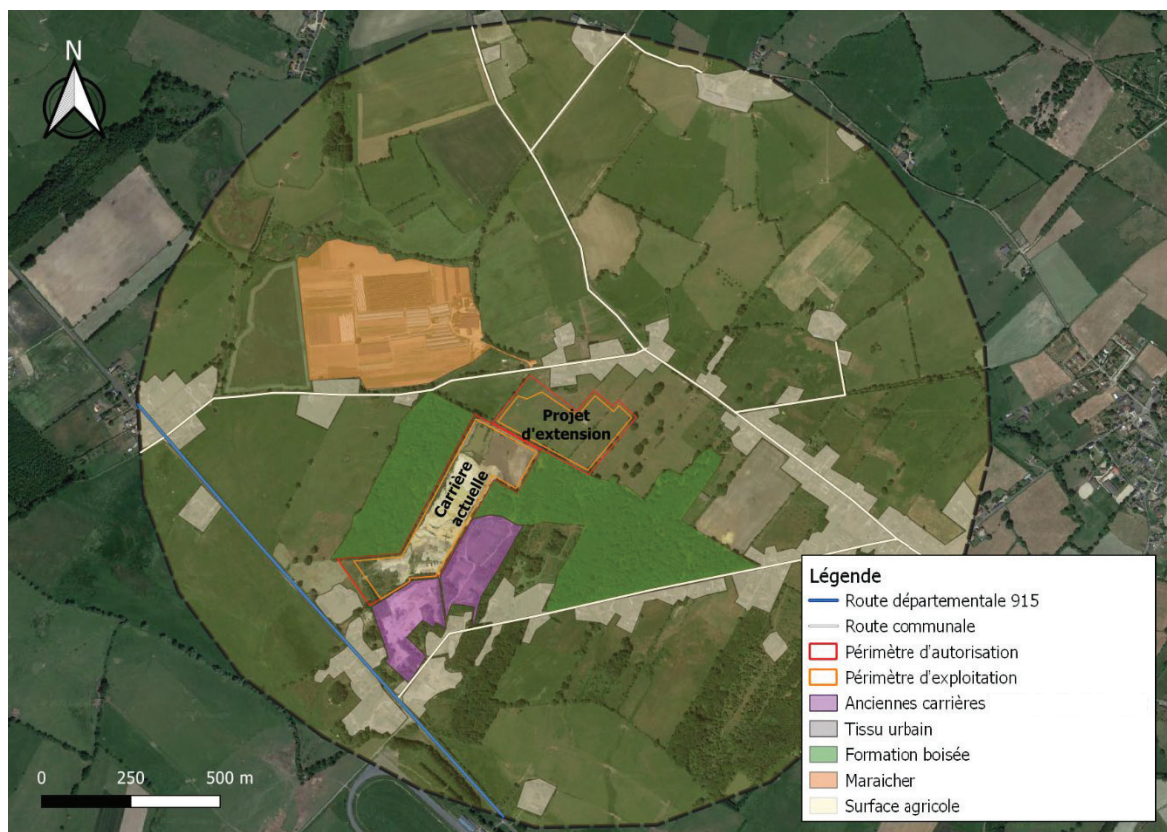 N
Projet
d'extension
Carrière
actuelle
0 250 500 m
Légende
Route départementale 915
Route communale
Périmètre d'autorisation
Périmètre d'exploitation
Anciennes carrières
Tissu urbain
Formation boisée
Maraicher
Surface agricole